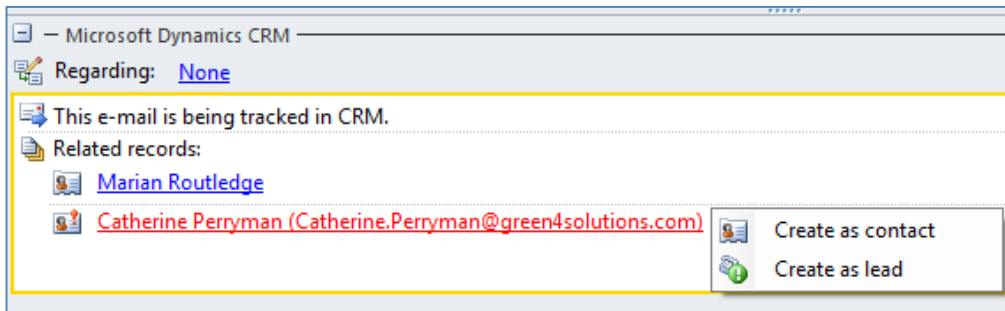 Microsoft Dynamics CRM
Regarding: None
This e-mail is being tracked in CRM.
Related records:
Marian Routledge
Catherine Perryman (Catherine.Perryman@green4solutions.com)
Create as contact
Create as lead